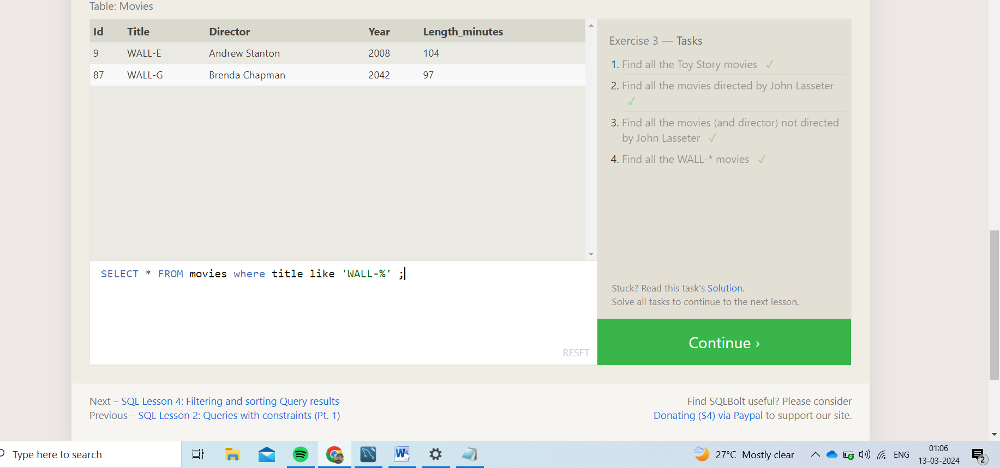 Table: Movies
Id Title Director Year Length_minutes
9 WALL-E Andrew Stanton 2008 104
87 WALL-G Brenda Chapman 2042 97
SELECT * FROM movies where title like 'WALL-%' ;
RESET
Exercise 3 — Tasks
1. Find all the Toy Story movies ✓
2. Find all the movies directed by John Lasseter
✓
3. Find all the movies (and director) not directed
by John Lasseter ✓
4. Find all the WALL-* movies ✓
Stuck? Read this task's Solution.
Solve all tasks to continue to the next lesson.
Continue ›
Next – SQL Lesson 4: Filtering and sorting Query results
Previous – SQL Lesson 2: Queries with constraints (Pt. 1)
Find SQLBolt useful? Please consider
Donating ($4) via Paypal to support our site.
Type here to search
W
27°C Mostly clear
ENG
01:06
13-03-2024
2